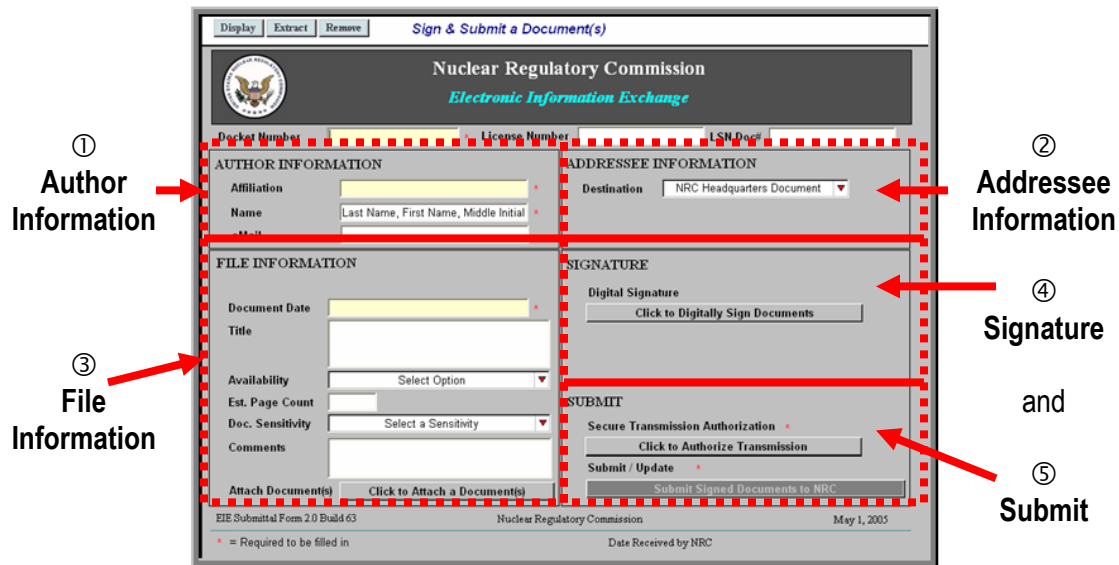 Display Extract Remove Sign & Submit a Document(s)
Nuclear Regulatory Commission
Electronic Information Exchange
Docket Number * License Number LSN Doc#
①
Author
Information
AUTHOR INFORMATION
Affiliation *
Name Last Name, First Name, Middle Initial *
eMail
ADDRESSEE INFORMATION
Destination NRC Headquarters Document
②
Addressee
Information
③
File
Information
FILE INFORMATION
Document Date *
Title
Availability Select Option
Est. Page Count
Doc. Sensitivity Select a Sensitivity
Comments
Attach Document(s) Click to Attach a Document(s)
SIGNATURE
Digital Signature
Click to Digitally Sign Documents
④
Signature
and
SUBMIT
Secure Transmission Authorization *
Click to Authorize Transmission
Submit / Update *
Submit Signed Documents to NRC
⑤
Submit
EIE Submittal Form 2.0 Build 63 Nuclear Regulatory Commission May 1, 2005
* = Required to be filled in Date Received by NRC